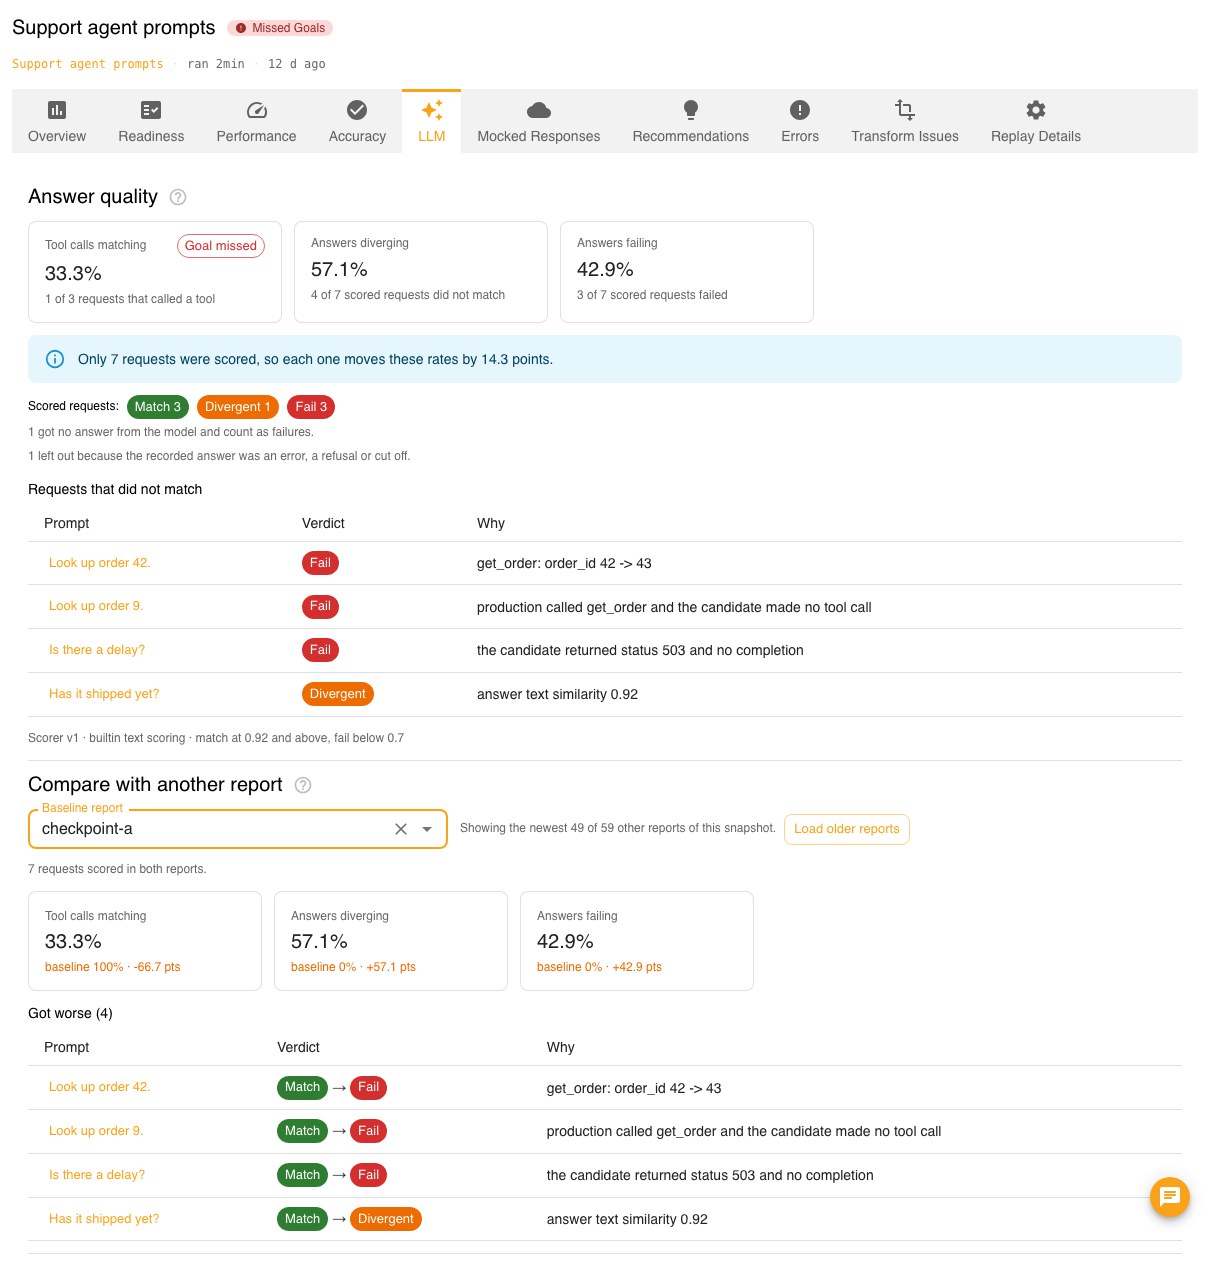 Support agent prompts Missed Goals
Support agent prompts · ran 2min · 12 d ago
Overview Readiness Performance Accuracy LLM Mocked Responses Recommendations Errors Transform Issues Replay Details
Answer quality ?
Tool calls matching Goal missed
33.3%
1 of 3 requests that called a tool
Answers diverging
57.1%
4 of 7 scored requests did not match
Answers failing
42.9%
3 of 7 scored requests failed
Only 7 requests were scored, so each one moves these rates by 14.3 points.
Scored requests: Match 3 Divergent 1 Fail 3
1 got no answer from the model and count as failures.
1 left out because the recorded answer was an error, a refusal or cut off.
Requests that did not match
Prompt Verdict Why
Look up order 42. Fail get_order: order_id 42 -> 43
Look up order 9. Fail production called get_order and the candidate made no tool call
Is there a delay? Fail the candidate returned status 503 and no completion
Has it shipped yet? Divergent answer text similarity 0.92
Scorer v1 · builtin text scoring · match at 0.92 and above, fail below 0.7
Compare with another report ?
Baseline report
checkpoint-a Showing the newest 49 of 59 other reports of this snapshot. Load older reports
7 requests scored in both reports.
Tool calls matching
33.3%
baseline 100% · -66.7 pts
Answers diverging
57.1%
baseline 0% · +57.1 pts
Answers failing
42.9%
baseline 0% · +42.9 pts
Got worse (4)
Prompt Verdict Why
Look up order 42. Match → Fail get_order: order_id 42 -> 43
Look up order 9. Match → Fail production called get_order and the candidate made no tool call
Is there a delay? Match → Fail the candidate returned status 503 and no completion
Has it shipped yet? Match → Divergent answer text similarity 0.92